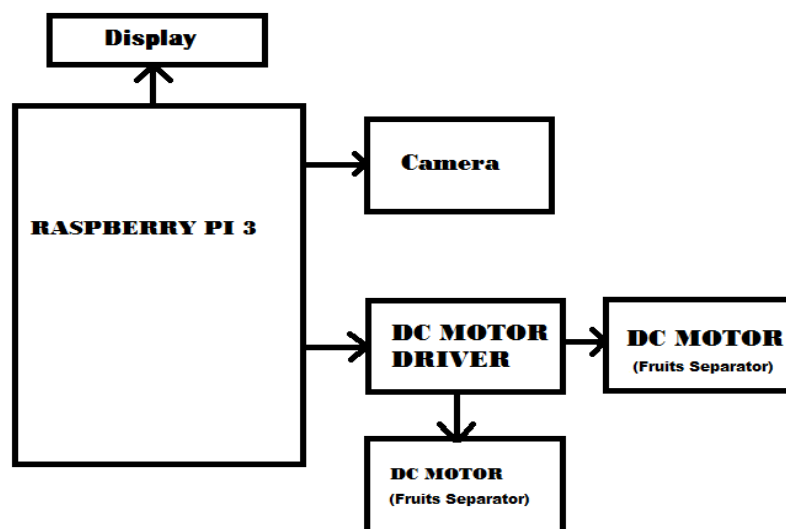 Display
Camera
RASPBERRY PI 3
DC MOTOR
DRIVER
DC MOTOR
(Fruits Separator)
DC MOTOR
(Fruits Separator)